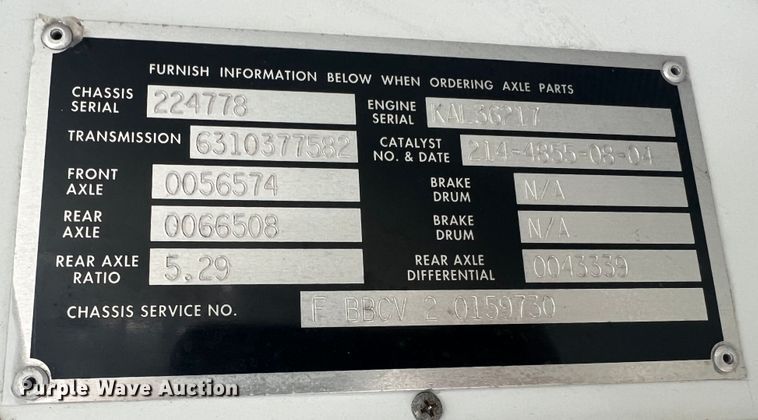 FURNISH INFORMATION BELOW WHEN ORDERING AXLE PARTS
CHASSIS SERIAL 224778
ENGINE SERIAL KAL36217
TRANSMISSION 6310377582
CATALYST NO. & DATE 214-4855-08-04
FRONT AXLE 0056574
BRAKE DRUM N/A
REAR AXLE 0066508
BRAKE DRUM N/A
REAR AXLE RATIO 5.29
REAR AXLE DIFFERENTIAL 0043339
CHASSIS SERVICE NO. F BBCV 2 0159730
Purple Wave Auction